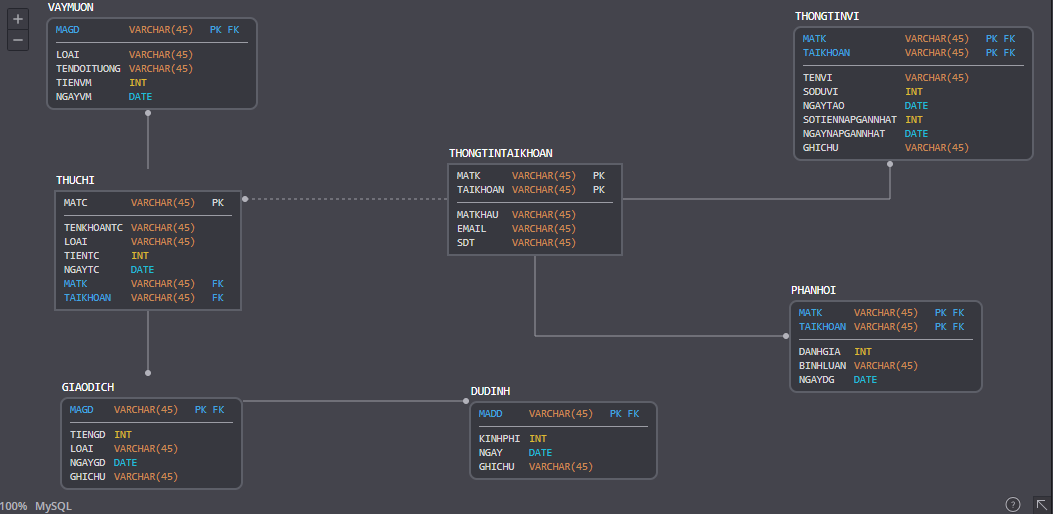 VAYMUON
MAGD VARCHAR(45) PK FK
LOAI VARCHAR(45)
TENDOITUONG VARCHAR(45)
TIENVM INT
NGAYVM DATE
THONGTINVI
MATK VARCHAR(45) PK FK
TAIKHOAN VARCHAR(45) PK FK
TENVI VARCHAR(45)
SODUVI INT
NGAYTAO DATE
SOTIENNAPGANNHAT INT
NGAYNAPGANNHAT DATE
GHICHU VARCHAR(45)
THONGTINTAIKHOAN
MATK VARCHAR(45) PK
TAIKHOAN VARCHAR(45) PK
MATKHAU VARCHAR(45)
EMAIL VARCHAR(45)
SDT VARCHAR(45)
THUCHI
MATC VARCHAR(45) PK
TENKHOANTC VARCHAR(45)
LOAI VARCHAR(45)
TIENTC INT
NGAYTC DATE
MATK VARCHAR(45) FK
TAIKHOAN VARCHAR(45) FK
PHANHOI
MATK VARCHAR(45) PK FK
TAIKHOAN VARCHAR(45) PK FK
DANHGIA INT
BINHLUAN VARCHAR(45)
NGAYDG DATE
GIAODICH
MAGD VARCHAR(45) PK FK
TIENGD INT
LOAI VARCHAR(45)
NGAYGD DATE
GHICHU VARCHAR(45)
DUDINH
MADD VARCHAR(45) PK FK
KINHPHI INT
NGAY DATE
GHICHU VARCHAR(45)
100% MySQL